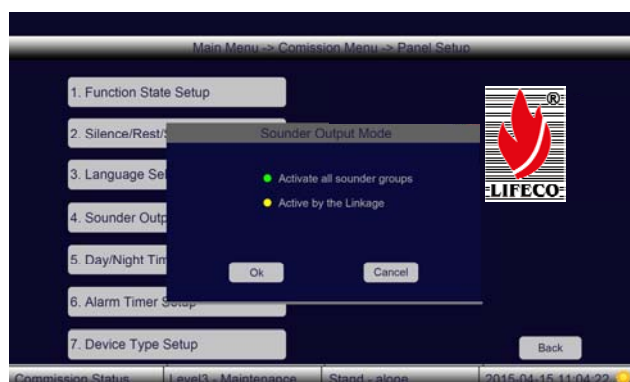 Main Menu -> Comission Menu -> Panel Setup
1. Function State Setup
®
2. Silence/Rest/
Sounder Output Mode
3. Language Sel
Activate all sounder groups
LIFECO
Active by the Linkage
4. Sounder Outp
5. Day/Night Tim
Ok
Cancel
6. Alarm Timer Setup
7. Device Type Setup
Back
Commission Status
Level3 - Maintenance
Stand - alone
2015-04-15 11:04:22